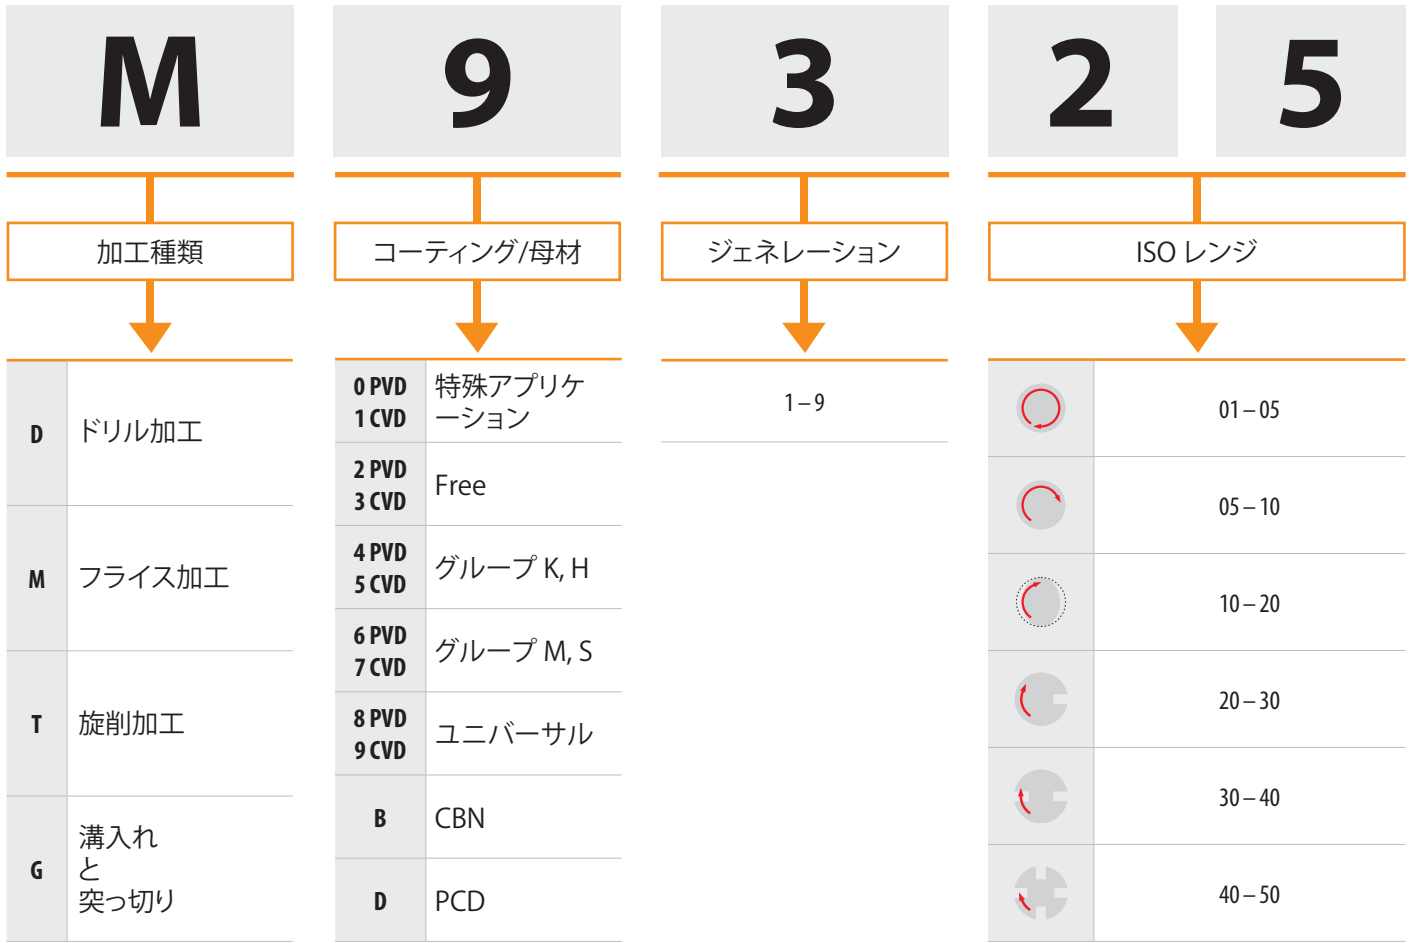 M 9 3 2 5
加工種類
コーティング/母材
ジェネレーション
ISO レンジ
D ドリル加工
M フライス加工
T 旋削加工
G 溝入れ
と
突っ切り
0 PVD 特殊アプリケ
1 CVD ーション
2 PVD
3 CVD
Free
4 PVD
5 CVD
グループ K, H
6 PVD
7 CVD
グループ M, S
8 PVD
9 CVD
ユニバーサル
B CBN
D PCD
1 – 9
01 – 05
05 – 10
10 – 20
20 – 30
30 – 40
40 – 50